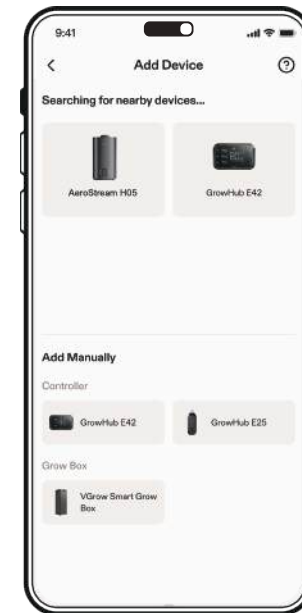 9:41
Add Device
Searching for nearby devices...
AeroStream H05
GrowHub E42
Add Manually
Controller
GrowHub E42
GrowHub E25
Grow Box
VGrow Smart Grow
Box